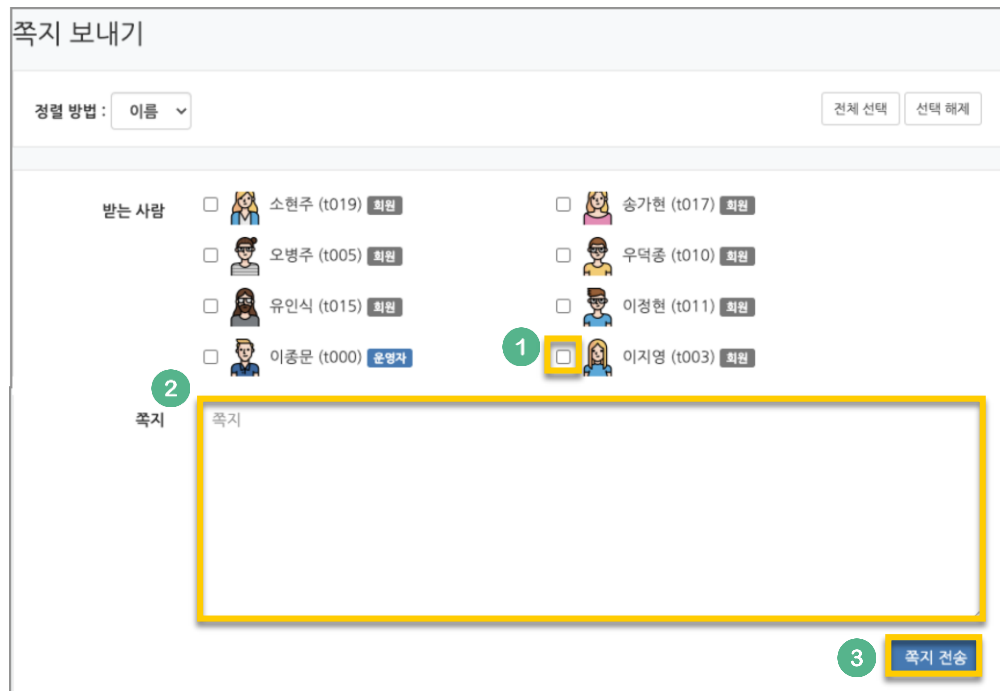 쪽지 보내기
정렬 방법 : 이름 전체 선택 선택 해제
받는 사람 소현주 (t019) 회원 송가현 (t017) 회원
오병주 (t005) 회원 우덕종 (t010) 회원
유인식 (t015) 회원 이정현 (t011) 회원
이종문 (t000) 운영자 1 이지영 (t003) 회원
2
쪽지 쪽지
3 쪽지 전송